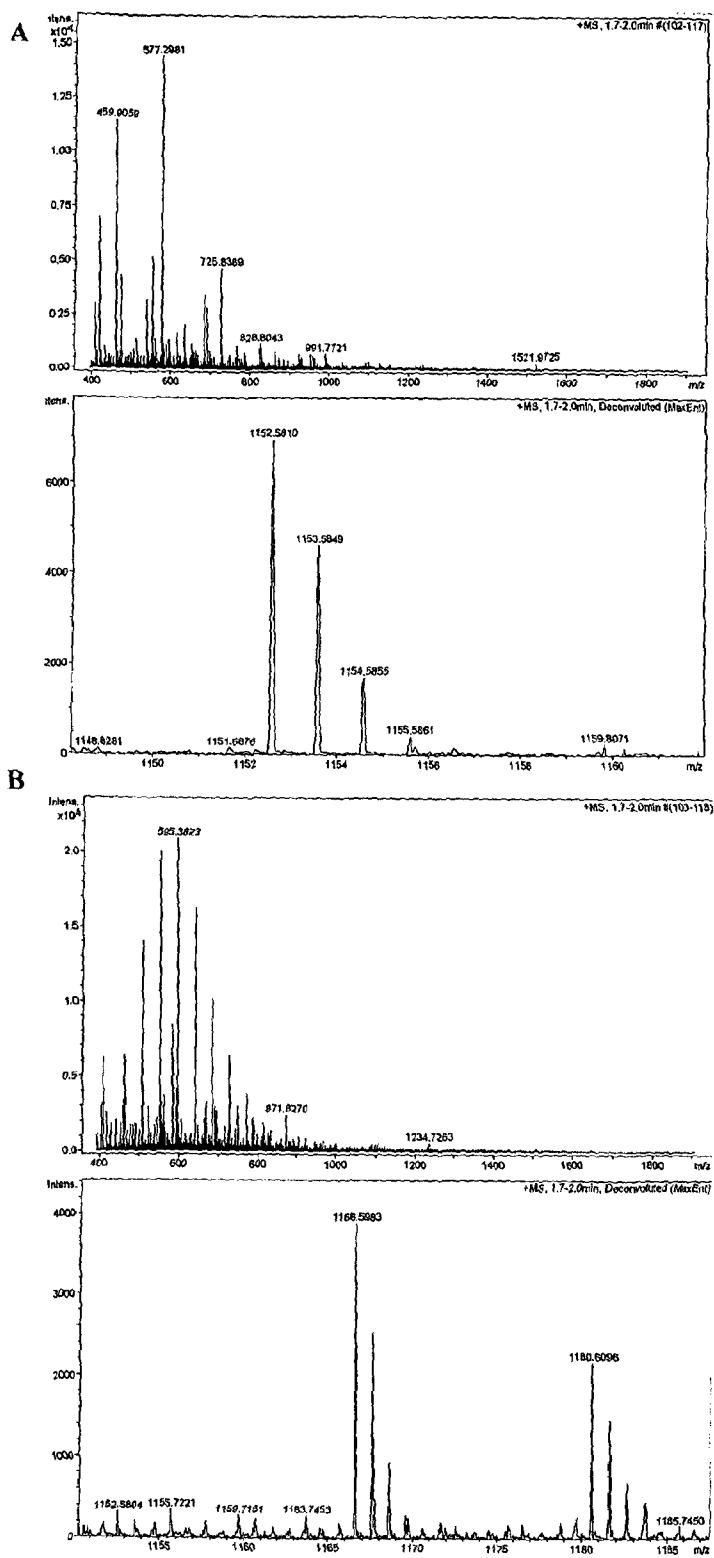 A
Intens.
x10⁴
+MS, 1.7-2.0min #(102-117)
1.50
1,25
1,00
0,75
0,50
0.25
0.00
577.2981
459.9059
725.8389
828.8043
991.7721
1521.9725
400 600 800 1000 1200 1400 1600 1800 m/z
Intens.
+MS, 1.7-2.0min, Deconvoluted (MaxEnt)
6000
4000
2000
0
1152.5810
1153.5849
1154.5855
1155.5861
1151.6876
1159.8071
1150 1152 1154 1156 1158 1160 m/z
B
Intens.
x10⁴
+MS, 1.7-2.0min #(103-118)
2.0
1.5
1.0
0.5
0.0
595.3823
871.8270
1234.7263
400 600 800 1000 1200 1400 1600 1800 m/z
Intens.
+MS, 1.7-2.0min, Deconvoluted (MaxEnt)
4000
3000
2000
1000
0
1166.5983
1180.6096
1155.7221
1185.7450
1155 1160 1165 1170 1175 1180 1185 m/z